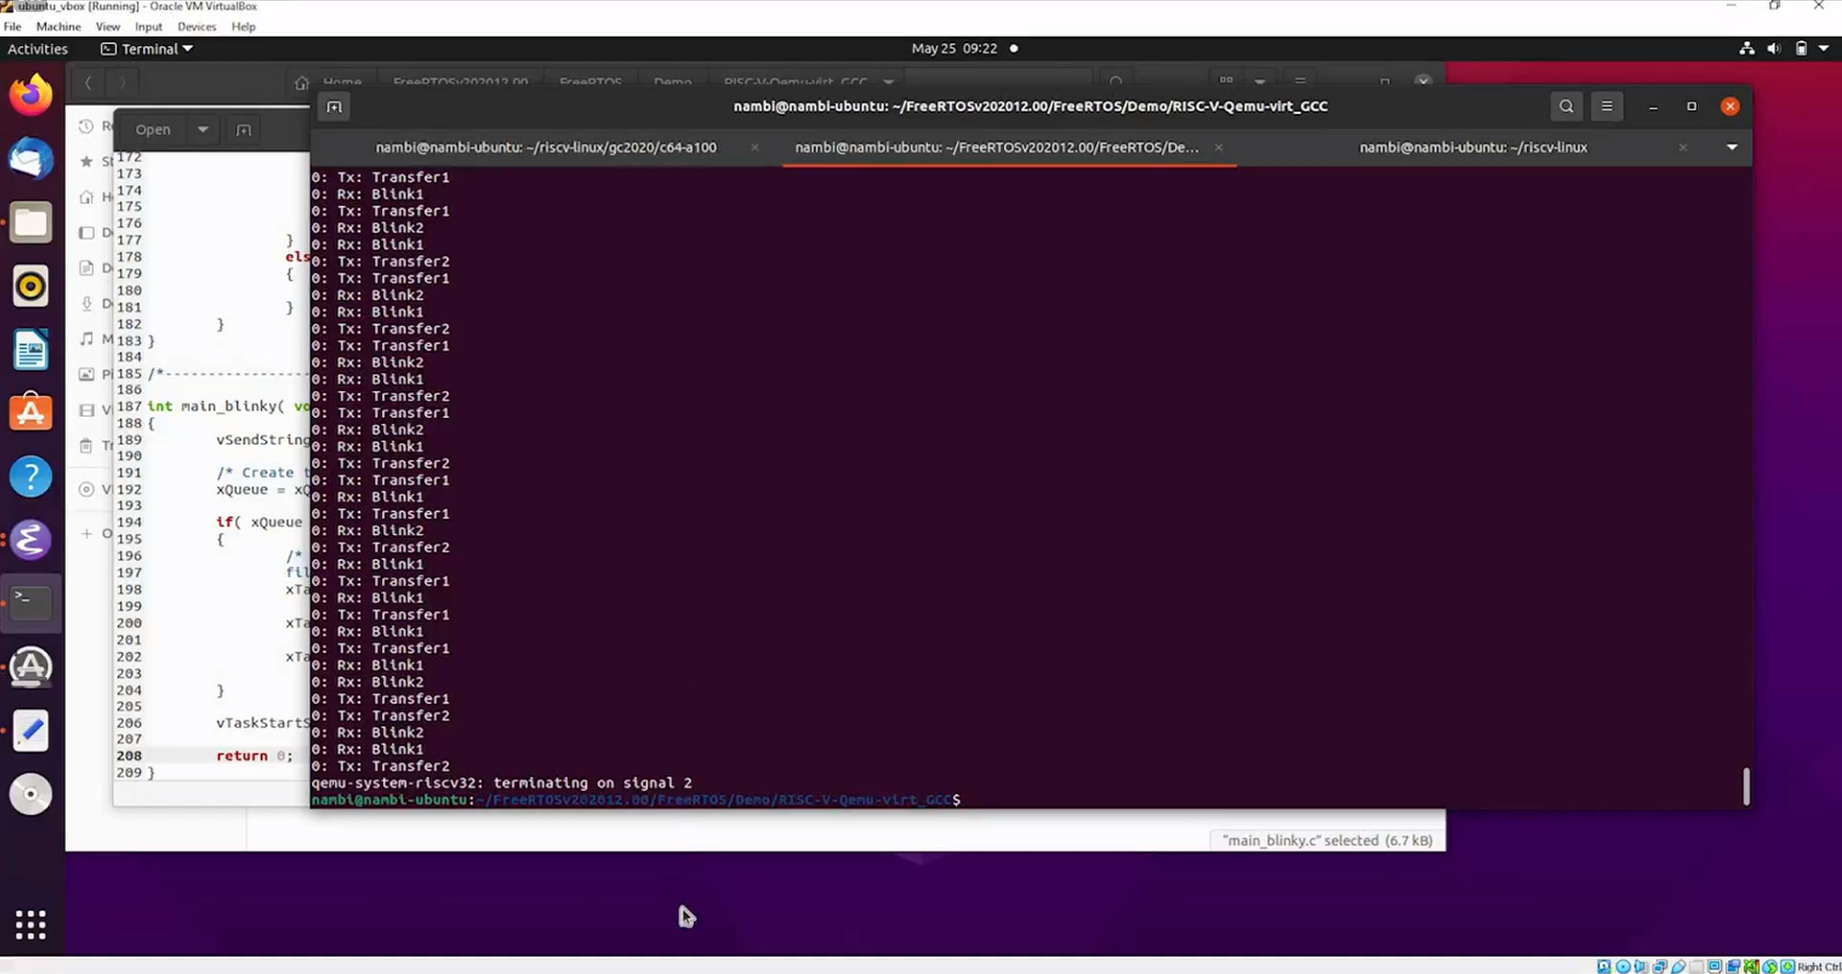 ubuntu_vbox [Running] - Oracle VM VirtualBox
File Machine View Input Devices Help
Activities Terminal May 25 09:22
Home FreeRTOSv202012.00 FreeRTOS Demo RISC-V-Qemu-virt_GCC
nambi@nambi-ubuntu: ~/FreeRTOSv202012.00/FreeRTOS/Demo/RISC-V-Qemu-virt_GCC
Open
nambi@nambi-ubuntu: ~/riscv-linux/gc2020/c64-a100
nambi@nambi-ubuntu: ~/FreeRTOSv202012.00/FreeRTOS/De...
nambi@nambi-ubuntu: ~/riscv-linux
172
173
174
175
176
177 }
178 els
179 {
180
181 }
182 }
183 }
184
185 /*----------------
186
187 int main_blinky( vo
188 {
189 vSendString
190
191 /* Create t
192 xQueue = xQ
193
194 if( xQueue
195 {
196 /*
197 fil
198 xTa
199
200 xTa
201
202 xTa
203
204 }
205
206 vTaskStartS
207
208 return 0;
209 }
0: Tx: Transfer1
0: Rx: Blink1
0: Tx: Transfer1
0: Rx: Blink2
0: Rx: Blink1
0: Tx: Transfer2
0: Tx: Transfer1
0: Rx: Blink2
0: Rx: Blink1
0: Tx: Transfer2
0: Tx: Transfer1
0: Rx: Blink2
0: Rx: Blink1
0: Tx: Transfer2
0: Tx: Transfer1
0: Rx: Blink2
0: Rx: Blink1
0: Tx: Transfer2
0: Tx: Transfer1
0: Rx: Blink1
0: Tx: Transfer1
0: Rx: Blink2
0: Tx: Transfer2
0: Rx: Blink1
0: Tx: Transfer1
0: Rx: Blink1
0: Tx: Transfer1
0: Rx: Blink1
0: Tx: Transfer1
0: Rx: Blink1
0: Rx: Blink2
0: Tx: Transfer1
0: Tx: Transfer2
0: Rx: Blink2
0: Rx: Blink1
0: Tx: Transfer2
qemu-system-riscv32: terminating on signal 2
nambi@nambi-ubuntu:~/FreeRTOSv202012.00/FreeRTOS/Demo/RISC-V-Qemu-virt_GCC$
"main_blinky.c" selected (6.7 kB)
Right Ctrl